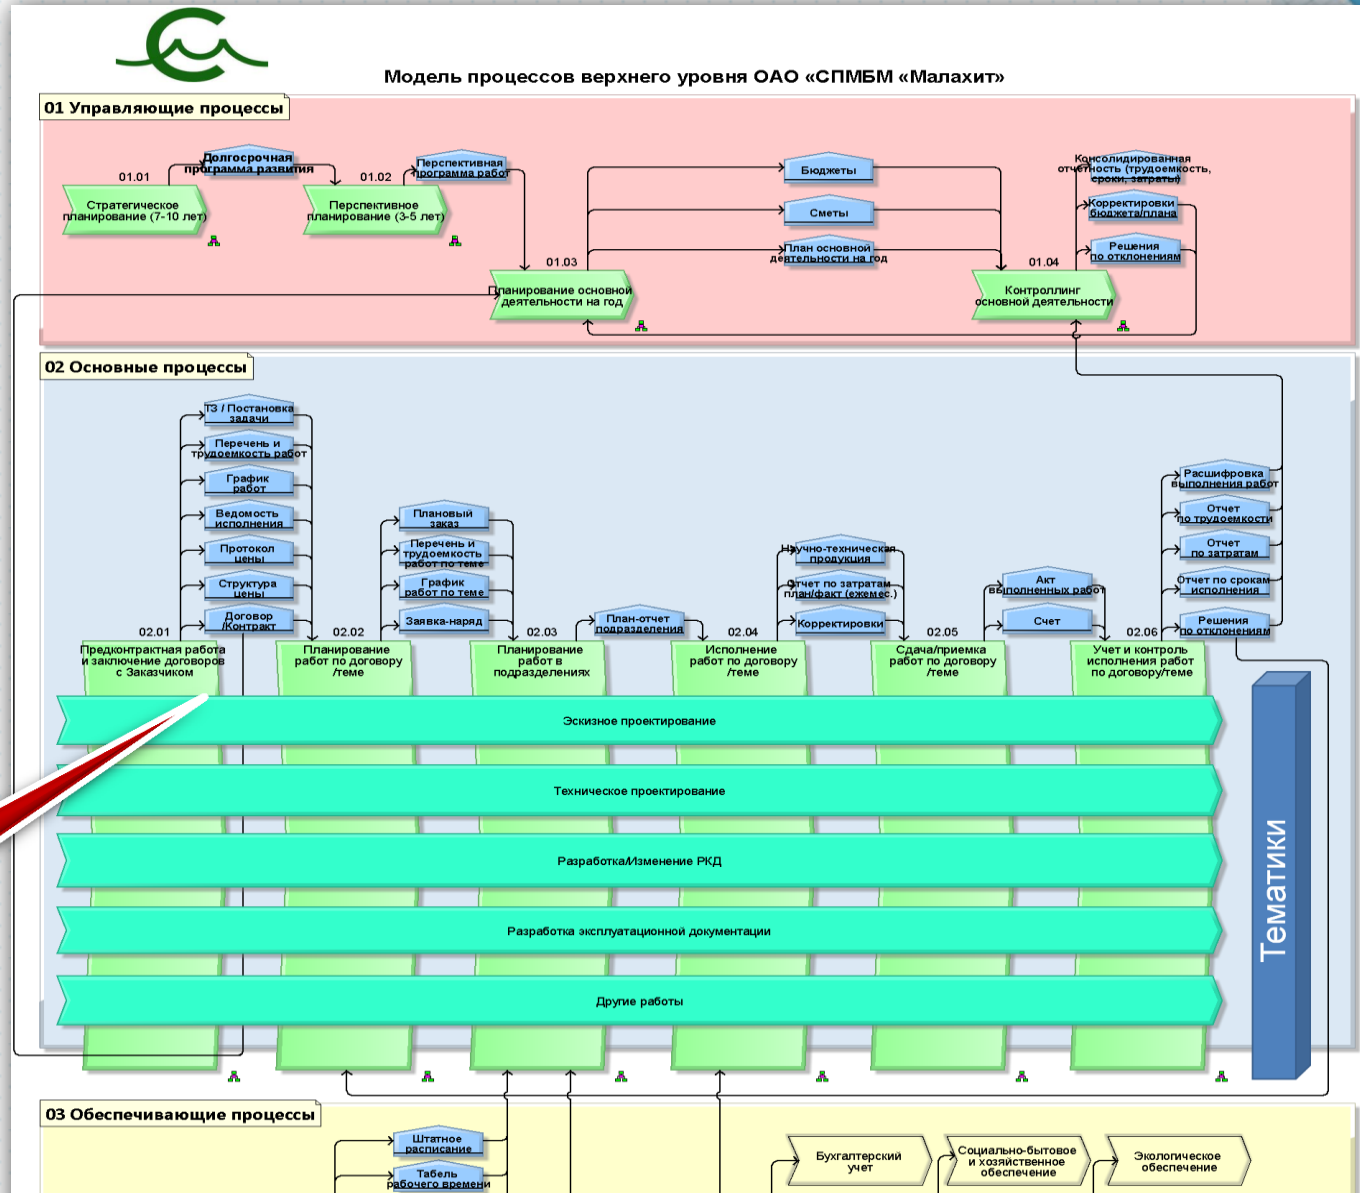 Модель процессов верхнего уровня ОАО «СПМБМ «Малахит»
01 Управляющие процессы
01.01
Стратегическое
планирование (7-10 лет)
Долгосрочная
программа развития
01.02
Перспективное
планирование (3-5 лет)
Перспективная
программа работ
01.03
Планирование основной
деятельности на год
Бюджеты
Сметы
План основной
деятельности на год
01.04
Контроллинг
основной деятельности
Консолидированная
отчетность (трудоемкость,
сроки, затраты)
Корректировки
бюджета/плана
Решения
по отклонениям
02 Основные процессы
ТЗ / Постановка
задачи
Перечень и
трудоемкость работ
График
работ
Ведомость
исполнения
Протокол
цены
Структура
цены
Договор
/Контракт
02.01
Предконтрактная работа
и заключение договоров
с Заказчиком
Плановый
заказ
Перечень и
трудоемкость
работ по теме
График
работ по теме
Заявка-наряд
02.02
Планирование
работ по договору
/теме
02.03
Планирование
работ в
подразделениях
План-отчет
подразделения
02.04
Исполнение
работ по договору
/теме
Научно-техническая
продукция
Отчет по затратам
план/факт (ежемес.)
Корректировки
02.05
Сдача/приемка
работ по договору
/теме
Акт
выполненных работ
Счет
02.06
Учет и контроль
исполнения работ
по договору/теме
Расшифровка
выполнения работ
Отчет
по трудоемкости
Отчет
по затратам
Отчет по срокам
исполнения
Решения
по отклонениям
Эскизное проектирование
Техническое проектирование
Разработка/Изменение РКД
Разработка эксплуатационной документации
Другие работы
Тематики
03 Обеспечивающие процессы
Штатное
расписание
Табель
рабочего времени
Бухгалтерский
учет
Социально-бытовое
и хозяйственное
обеспечение
Экологическое
обеспечение